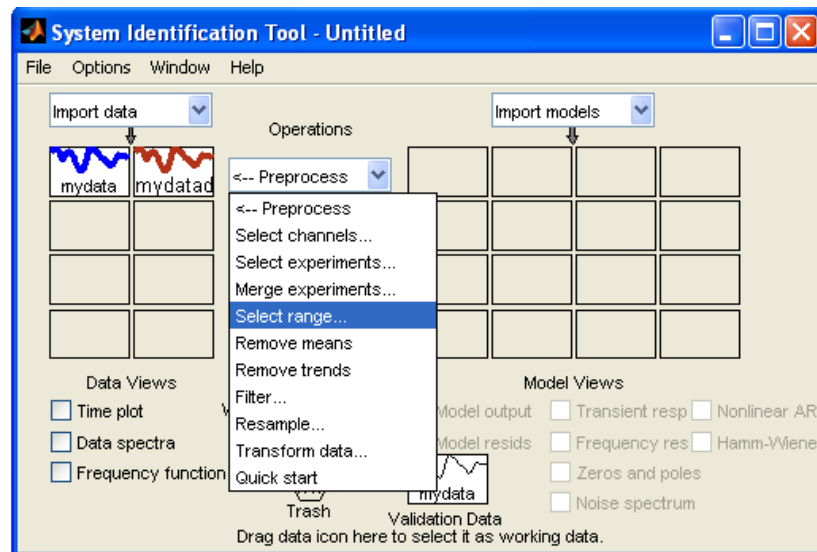 System Identification Tool - Untitled
File Options Window Help
Import data
Import models
Operations
mydata
mydatad
<-- Preprocess
<-- Preprocess
Select channels...
Select experiments...
Merge experiments...
Select range...
Remove means
Remove trends
Filter...
Resample...
Transform data...
Quick start
Data Views
Model Views
Time plot
Model output
Transient resp
Nonlinear AR
Data spectra
Model resids
Frequency res
Hamm-Wiene
Frequency function
Zeros and poles
mydata
Noise spectrum
Trash
Validation Data
Drag data icon here to select it as working data.